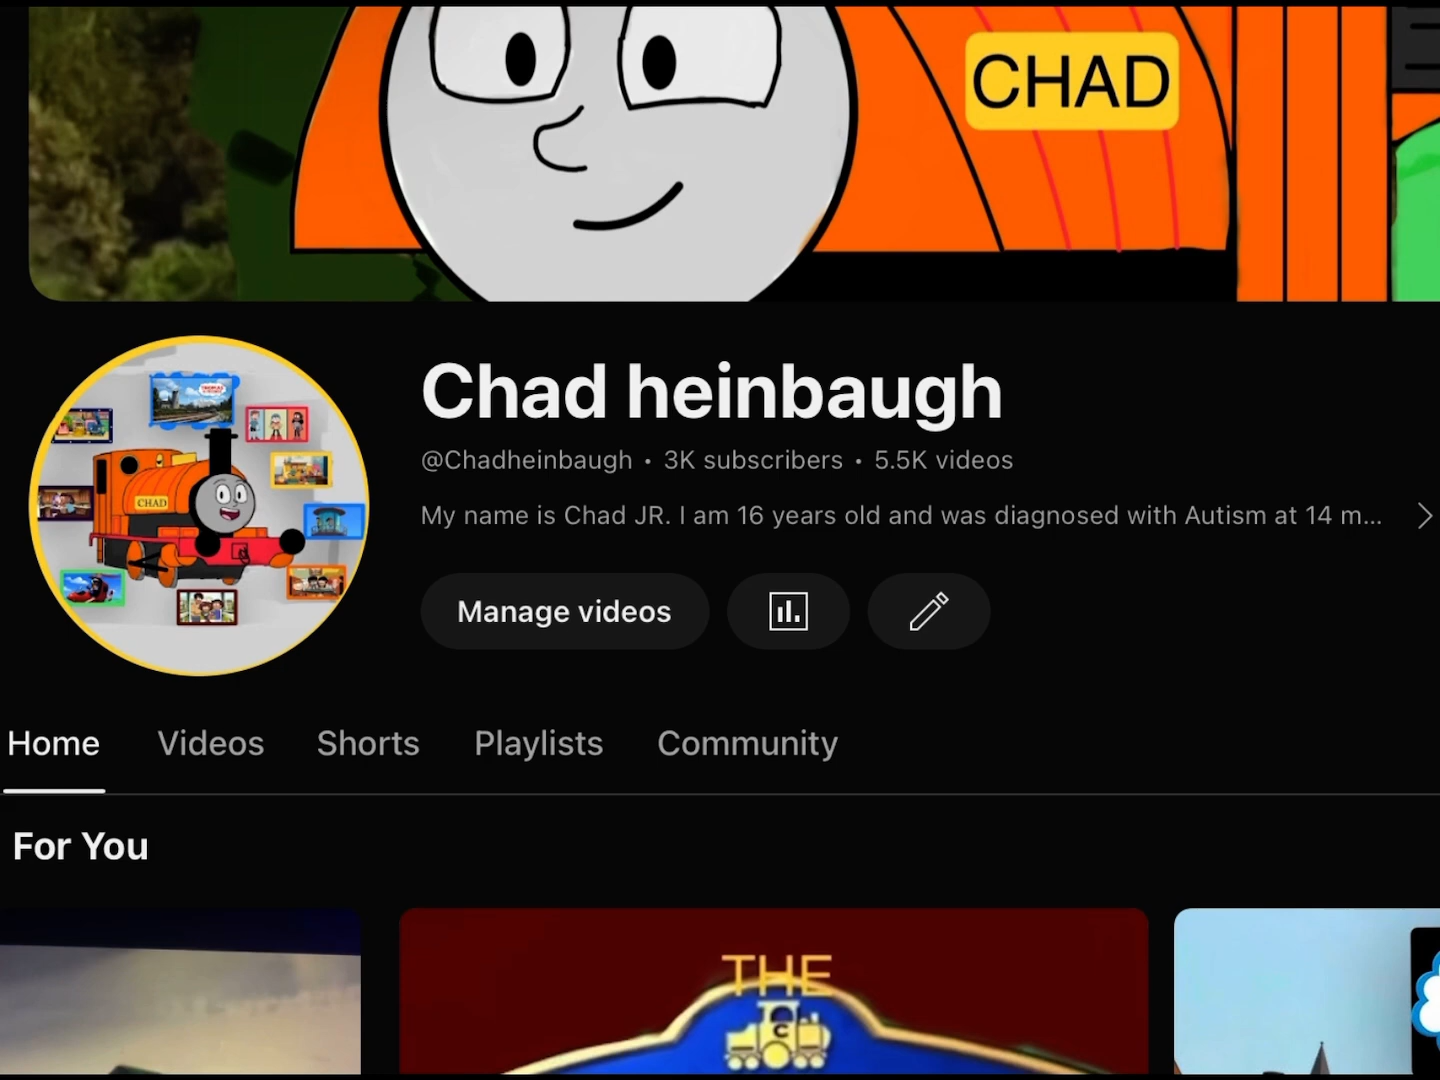 CHAD
Chad heinbaugh
@Chadheinbaugh • 3K subscribers • 5.5K videos
My name is Chad JR. I am 16 years old and was diagnosed with Autism at 14 m...
CHAD
Manage videos
Home Videos Shorts Playlists Community
For You
THE
C